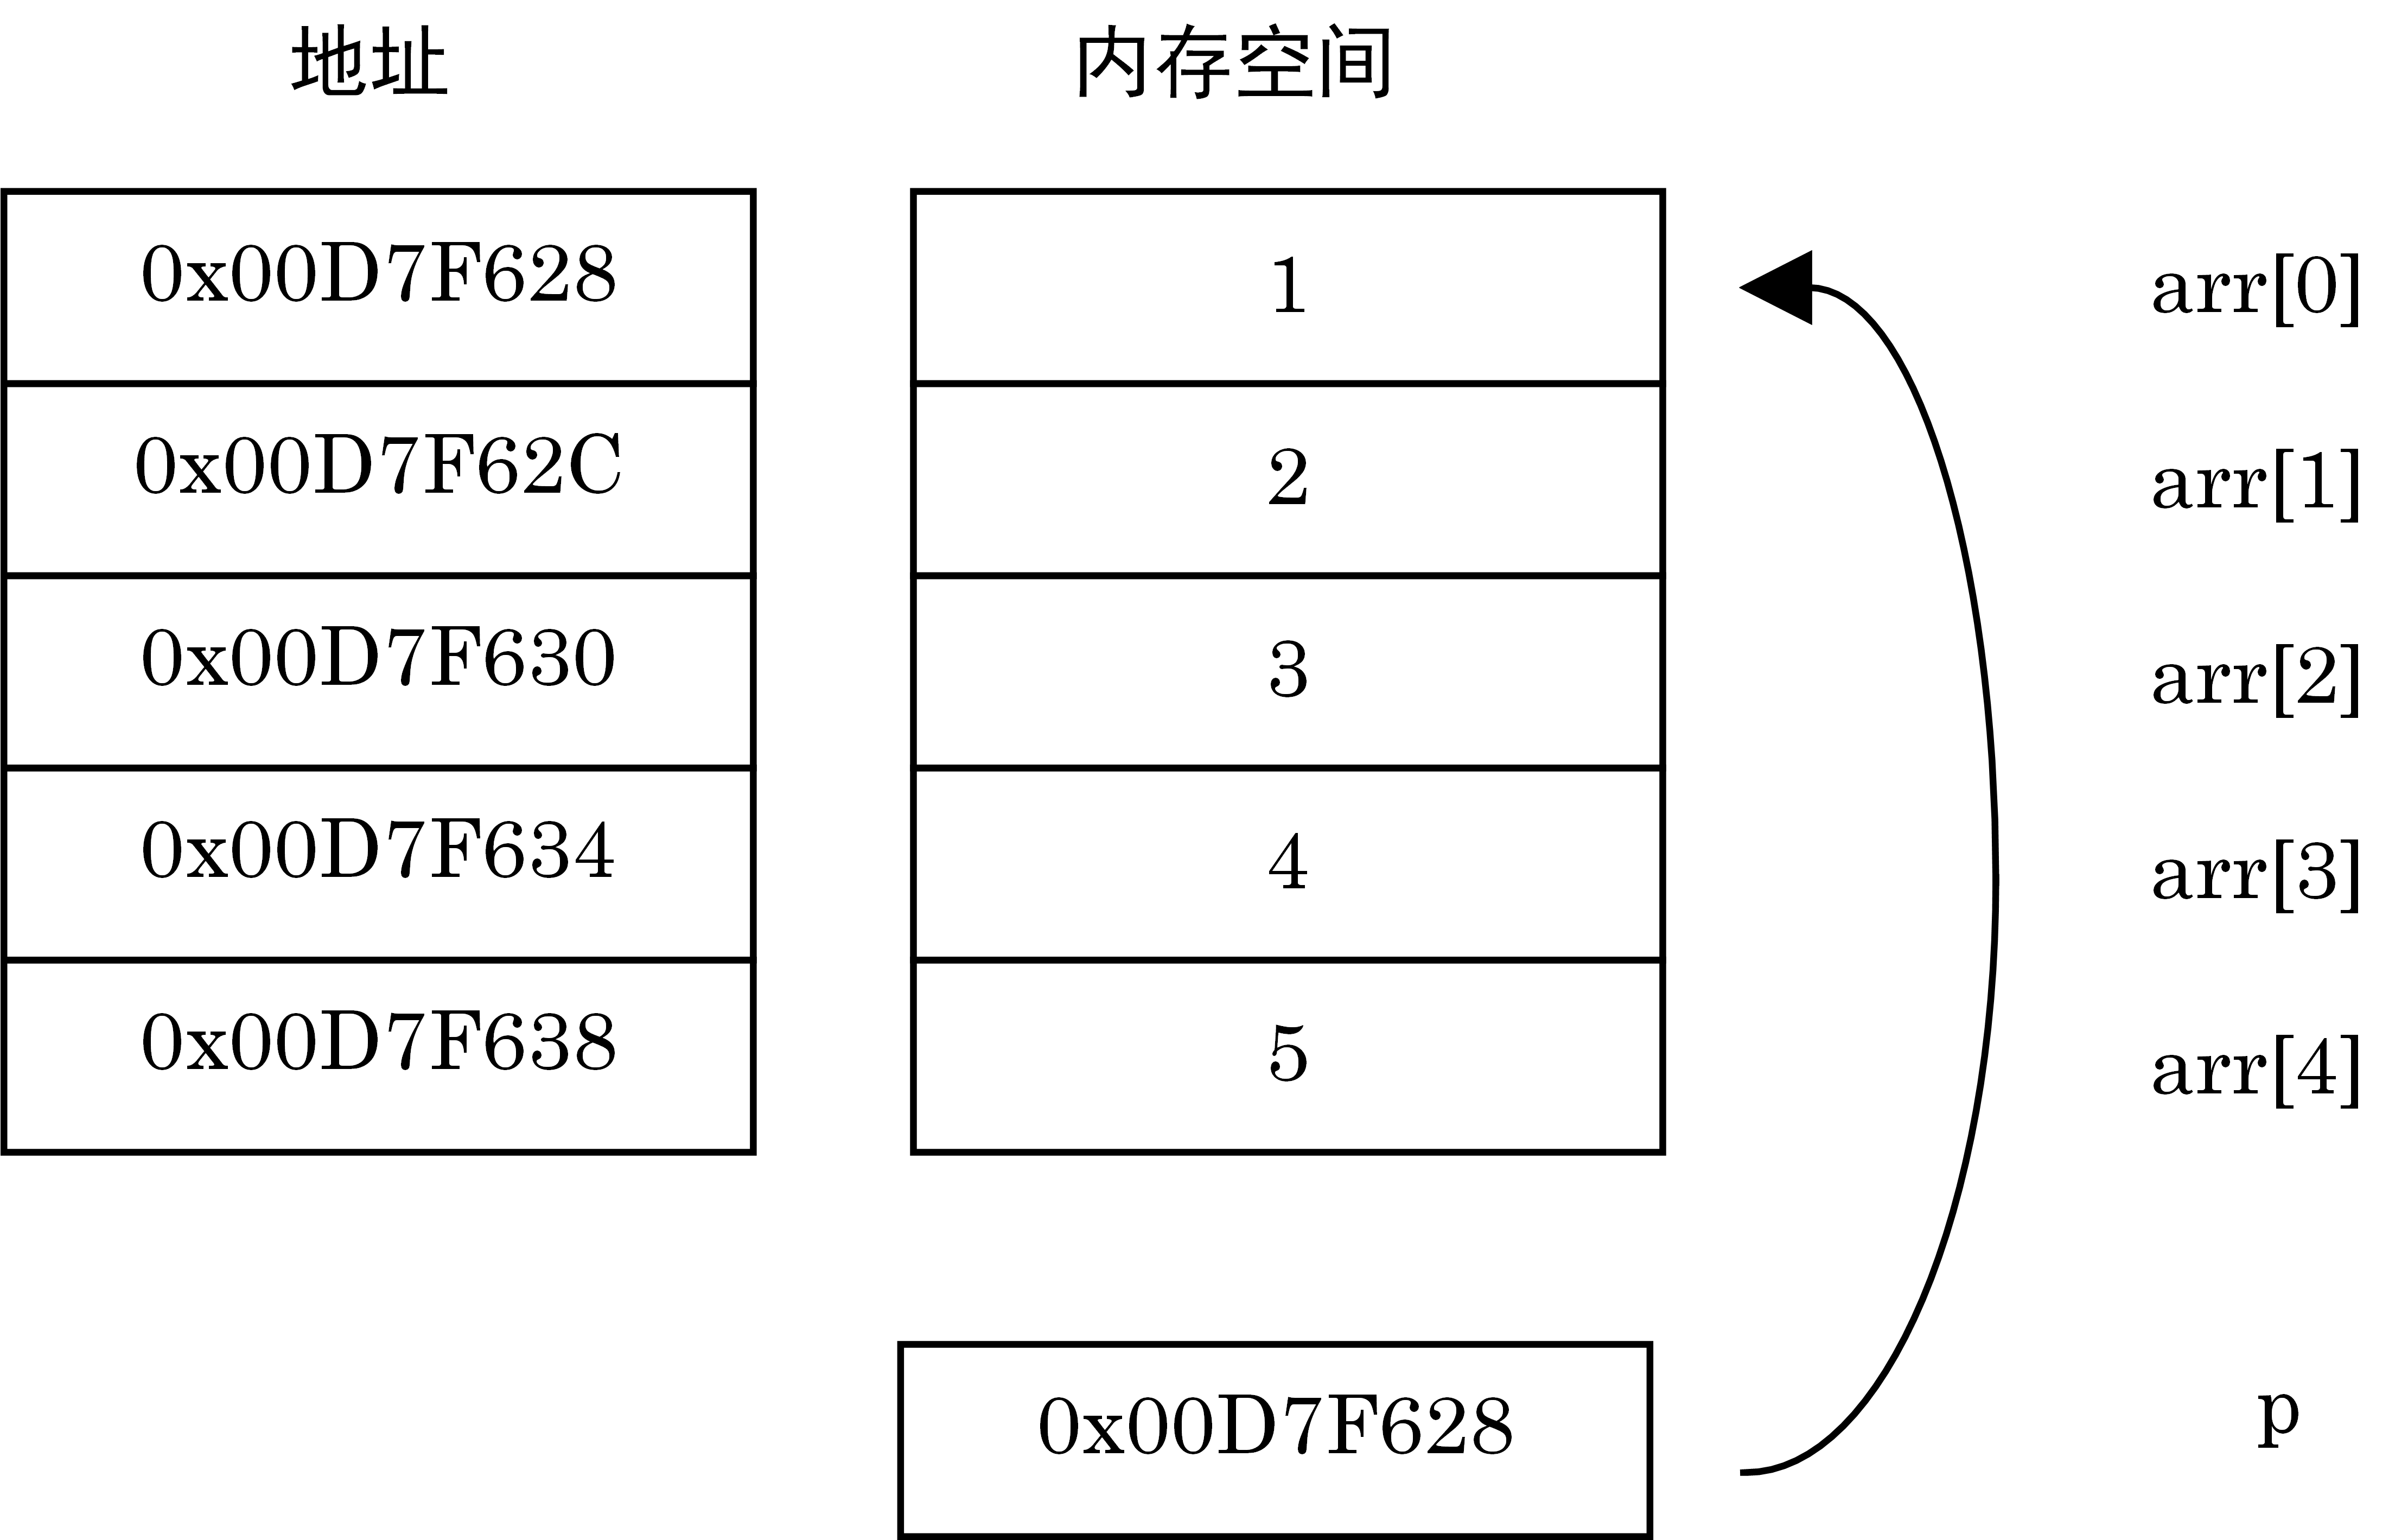 地址 内存空间
0x00D7F628 1 arr[0]
0x00D7F62C 2 arr[1]
0x00D7F630 3 arr[2]
0x00D7F634 4 arr[3]
0x00D7F638 5 arr[4]
0x00D7F628 p